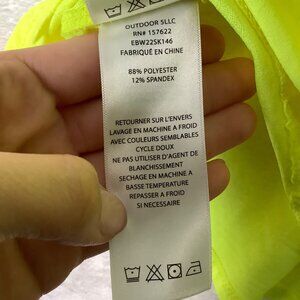 OUTDOOR 5LLC
RN# 157622
EBW22SK146
FABRIQUÉ EN CHINE
88% POLYESTER
12% SPANDEX
RETOURNER SUR L'ENVERS
LAVAGE EN MACHINE A FROID
AVEC COULEURS SEMBLABLES
CYCLE DOUX
NE PAS UTILISER D'AGENT DE
BLANCHISSEMENT
SECHAGE EN MACHINE A
BASSE TEMPERATURE
REPASSER A FROID
SI NECESSAIRE